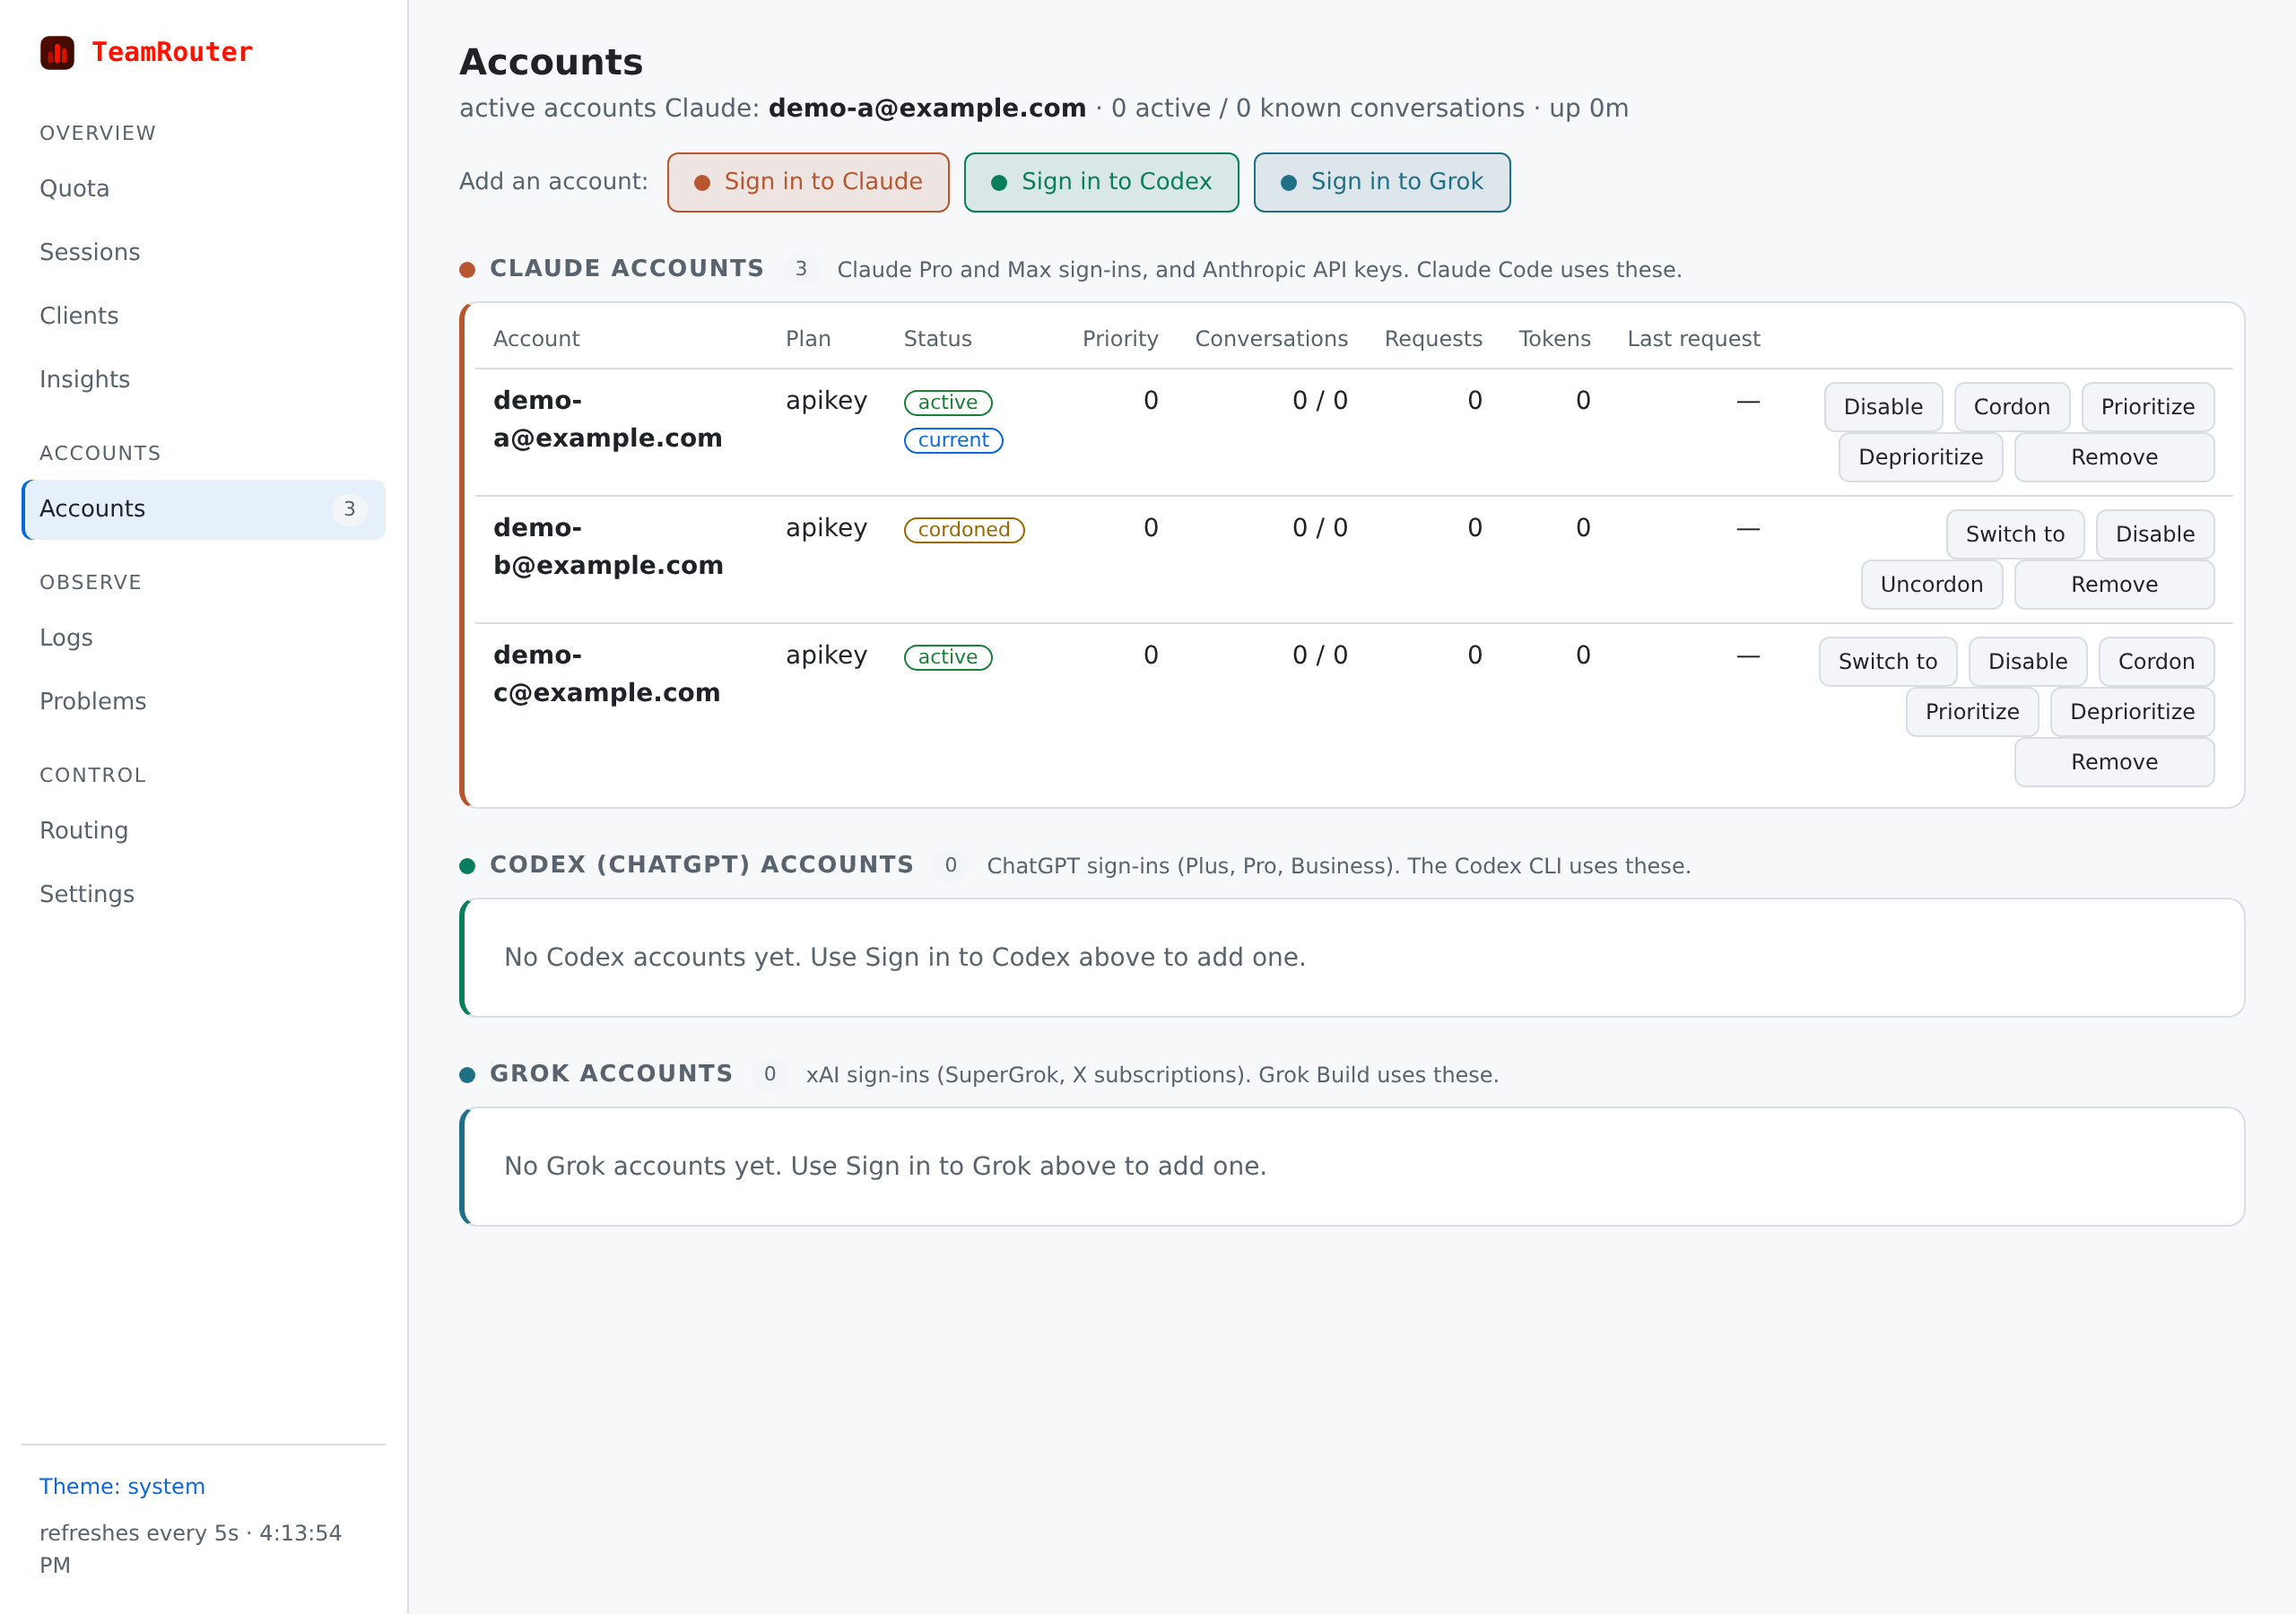 TeamRouter
OVERVIEW
Quota
Sessions
Clients
Insights
ACCOUNTS
Accounts 3
OBSERVE
Logs
Problems
CONTROL
Routing
Settings
Theme: system
refreshes every 5s · 4:13:54
PM
Accounts
active accounts Claude: demo-a@example.com · 0 active / 0 known conversations · up 0m
Add an account: Sign in to Claude Sign in to Codex Sign in to Grok
CLAUDE ACCOUNTS 3 Claude Pro and Max sign-ins, and Anthropic API keys. Claude Code uses these.
Account Plan Status Priority Conversations Requests Tokens Last request
demo- apikey active 0 0 / 0 0 0 — Disable Cordon Prioritize
a@example.com current Deprioritize Remove
demo- apikey cordoned 0 0 / 0 0 0 — Switch to Disable
b@example.com Uncordon Remove
demo- apikey active 0 0 / 0 0 0 — Switch to Disable Cordon
c@example.com Prioritize Deprioritize
Remove
CODEX (CHATGPT) ACCOUNTS 0 ChatGPT sign-ins (Plus, Pro, Business). The Codex CLI uses these.
No Codex accounts yet. Use Sign in to Codex above to add one.
GROK ACCOUNTS 0 xAI sign-ins (SuperGrok, X subscriptions). Grok Build uses these.
No Grok accounts yet. Use Sign in to Grok above to add one.